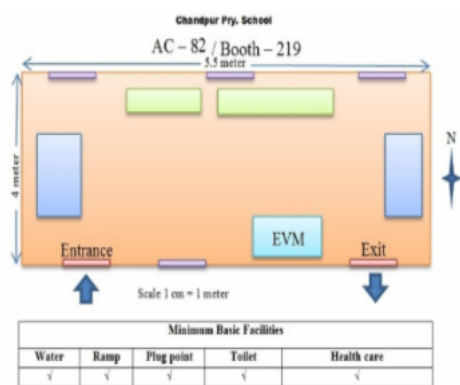 Chandpur Pry. School
AC – 82 / Booth – 219
5.5 meter
4 meter
N
EVM
Entrance
Exit
Scale 1 cm = 1 meter
Minimum Basic Facilities
Water Ramp Plug point Toilet Health care
√ √ √ √ √